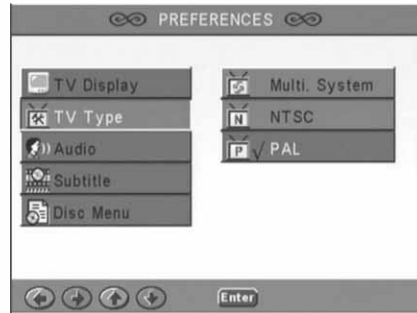 PREFERENCES
TV Display
TV Type
Audio
Subtitle
Disc Menu
Multi. System
N NTSC
P √ PAL
Enter